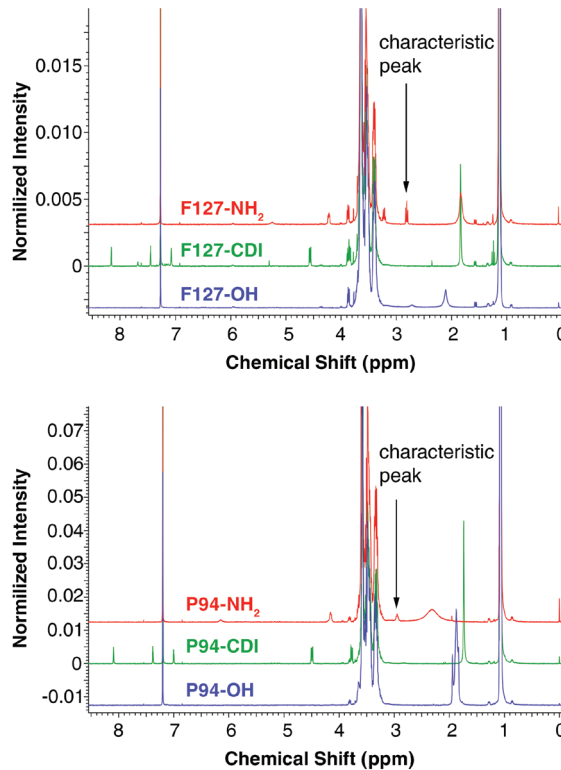 characteristic
peak
0.015
0.010
0.005
0
Normilized Intensity
F127-NH2
F127-CDI
F127-OH
8 7 6 5 4 3 2 1 0
Chemical Shift (ppm)
0.07
0.06
0.05
0.04
0.03
0.02
0.01
0
-0.01
Normilized Intensity
characteristic
peak
P94-NH2
P94-CDI
P94-OH
8 7 6 5 4 3 2 1 0
Chemical Shift (ppm)